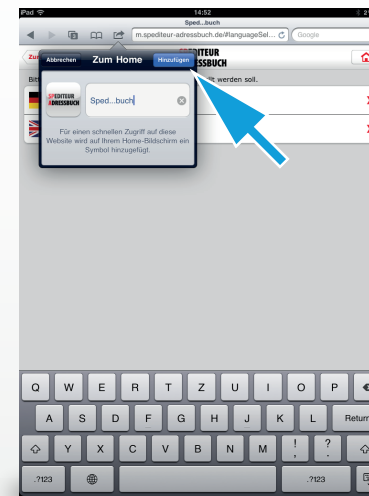 iPad 14:52
Sped...buch
m.spediteur-adressbuch.de/#languageSel... Google
Abbrechen Zum Home Hinzufügen
SPEDITEUR
ADRESSBUCH
Sped...buch
Für einen schnellen Zugriff auf diese
Website wird auf Ihrem Home-Bildschirm ein
Symbol hinzugefügt.
werden soll.
Q W E R T Z U I O P
A S D F G H J K L Return
Y X C V B N M ! , ? .
.?123 .?123